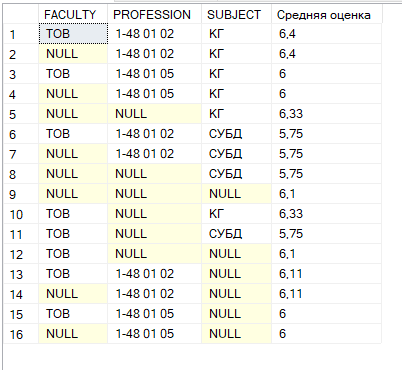 FACULTY PROFESSION SUBJECT Средняя оценка
1 ТОВ 1-48 01 02 КГ 6,4
2 NULL 1-48 01 02 КГ 6,4
3 ТОВ 1-48 01 05 КГ 6
4 NULL 1-48 01 05 КГ 6
5 NULL NULL КГ 6,33
6 ТОВ 1-48 01 02 СУБД 5,75
7 NULL 1-48 01 02 СУБД 5,75
8 NULL NULL СУБД 5,75
9 NULL NULL NULL 6,1
10 ТОВ NULL КГ 6,33
11 ТОВ NULL СУБД 5,75
12 ТОВ NULL NULL 6,1
13 ТОВ 1-48 01 02 NULL 6,11
14 NULL 1-48 01 02 NULL 6,11
15 ТОВ 1-48 01 05 NULL 6
16 NULL 1-48 01 05 NULL 6